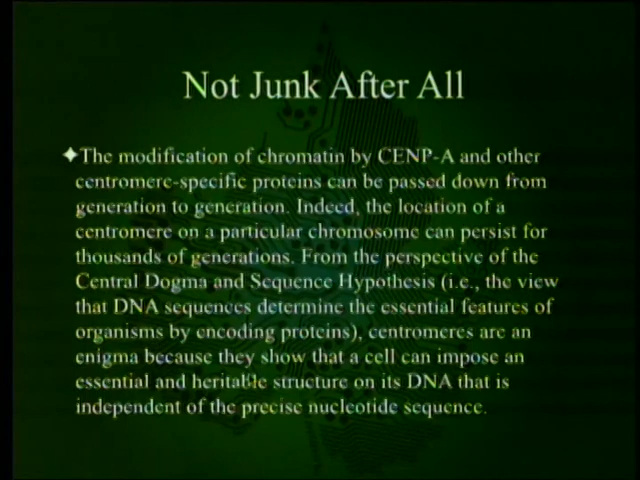 Not Junk After All
✦The modification of chromatin by CENP-A and other
centromere-specific proteins can be passed down from
generation to generation. Indeed, the location of a
centromere on a particular chromosome can persist for
thousands of generations. From the perspective of the
Central Dogma and Sequence Hypothesis (i.e., the view
that DNA sequences determine the essential features of
organisms by encoding proteins), centromeres are an
enigma because they show that a cell can impose an
essential and heritable structure on its DNA that is
independent of the precise nucleotide sequence.